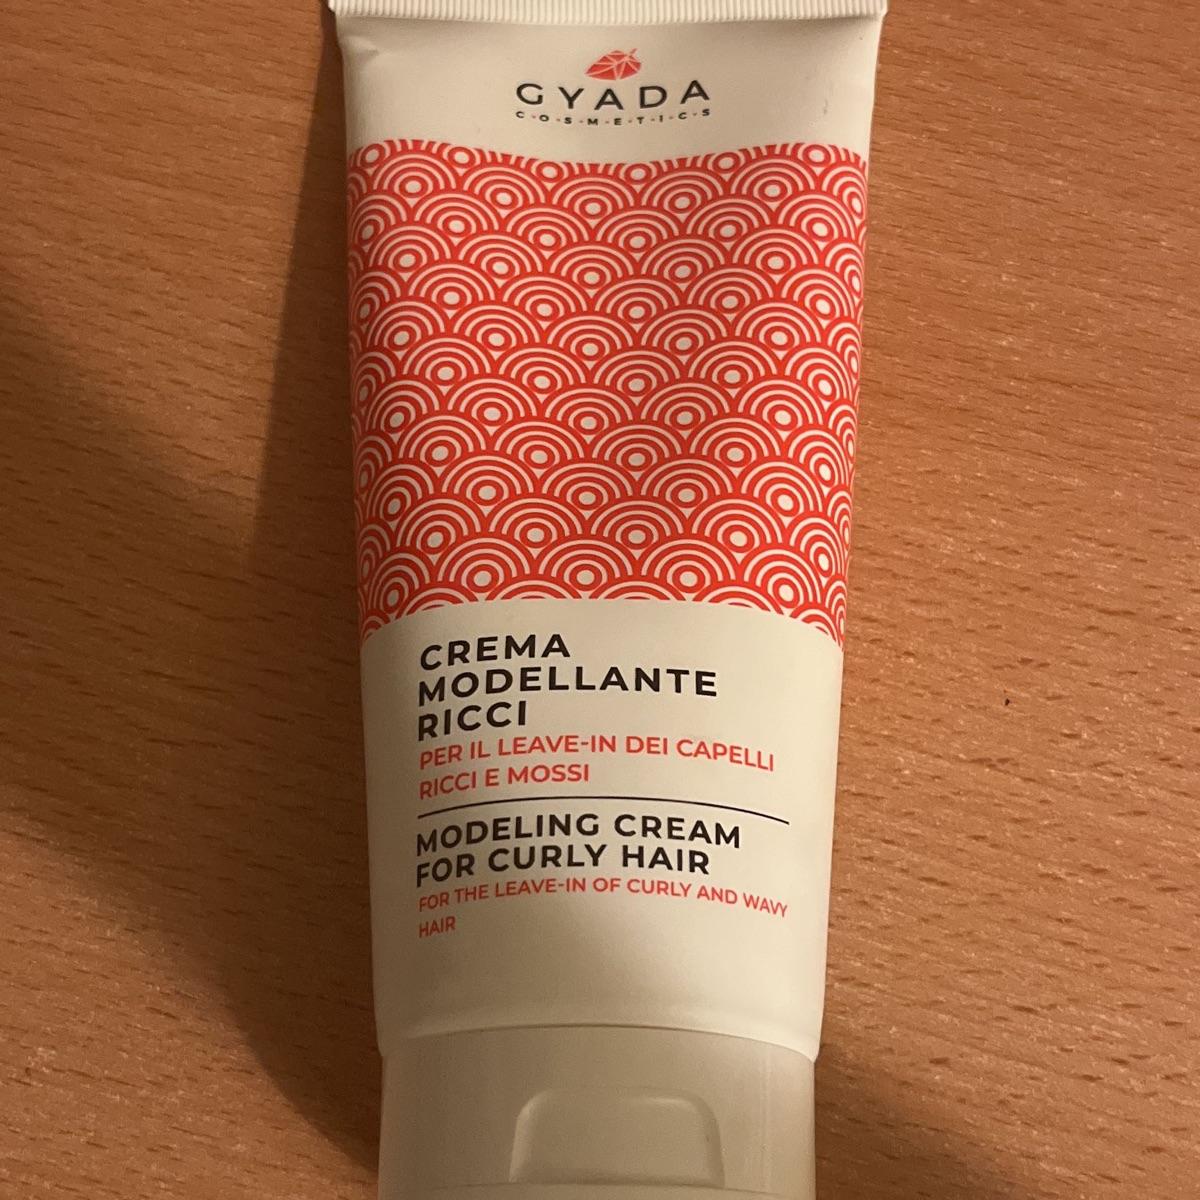 GYADA
C·O·S·M·E·T·I·C·S
CREMA
MODELLANTE
RICCI
PER IL LEAVE-IN DEI CAPELLI
RICCI E MOSSI
MODELING CREAM
FOR CURLY HAIR
FOR THE LEAVE-IN OF CURLY AND WAVY
HAIR